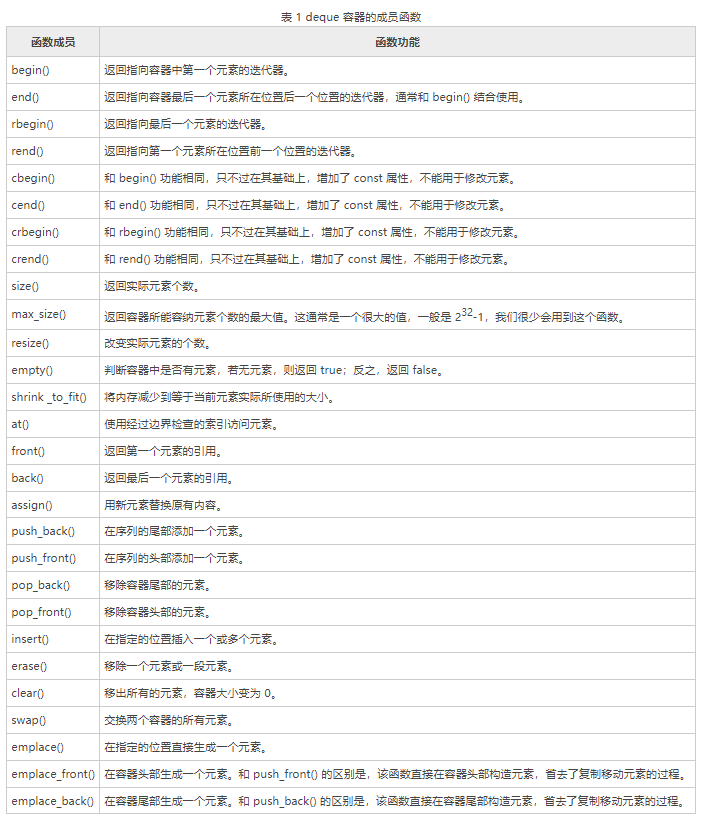 表 1 deque 容器的成员函数
函数成员 函数功能
begin() 返回指向容器中第一个元素的迭代器。
end() 返回指向容器最后一个元素所在位置后一个位置的迭代器，通常和 begin() 结合使用。
rbegin() 返回指向最后一个元素的迭代器。
rend() 返回指向第一个元素所在位置前一个位置的迭代器。
cbegin() 和 begin() 功能相同，只不过在其基础上，增加了 const 属性，不能用于修改元素。
cend() 和 end() 功能相同，只不过在其基础上，增加了 const 属性，不能用于修改元素。
crbegin() 和 rbegin() 功能相同，只不过在其基础上，增加了 const 属性，不能用于修改元素。
crend() 和 rend() 功能相同，只不过在其基础上，增加了 const 属性，不能用于修改元素。
size() 返回实际元素个数。
max_size() 返回容器所能容纳元素个数的最大值。这通常是一个很大的值，一般是 2³²-1，我们很少会用到这个函数。
resize() 改变实际元素的个数。
empty() 判断容器中是否有元素，若无元素，则返回 true；反之，返回 false。
shrink _to_fit() 将内存减少到等于当前元素实际所使用的大小。
at() 使用经过边界检查的索引访问元素。
front() 返回第一个元素的引用。
back() 返回最后一个元素的引用。
assign() 用新元素替换原有内容。
push_back() 在序列的尾部添加一个元素。
push_front() 在序列的头部添加一个元素。
pop_back() 移除容器尾部的元素。
pop_front() 移除容器头部的元素。
insert() 在指定的位置插入一个或多个元素。
erase() 移除一个元素或一段元素。
clear() 移出所有的元素，容器大小变为 0。
swap() 交换两个容器的所有元素。
emplace() 在指定的位置直接生成一个元素。
emplace_front() 在容器头部生成一个元素。和 push_front() 的区别是，该函数直接在容器头部构造元素，省去了复制移动元素的过程。
emplace_back() 在容器尾部生成一个元素。和 push_back() 的区别是，该函数直接在容器尾部构造元素，省去了复制移动元素的过程。